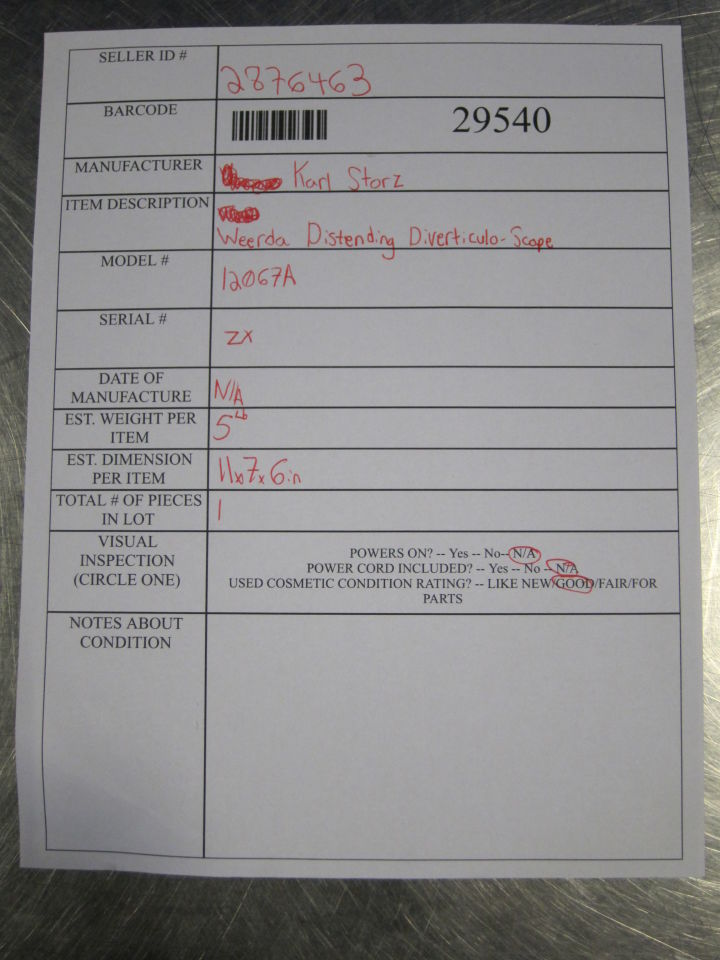 SELLER ID #
2876463
BARCODE
29540
MANUFACTURER
Karl Storz
ITEM DESCRIPTION
Weerda Distending Diverticulo-Scope
MODEL #
12067A
SERIAL #
ZX
DATE OF
MANUFACTURE
N/A
EST. WEIGHT PER
ITEM
5 Lb
EST. DIMENSION
PER ITEM
11x7x6in
TOTAL # OF PIECES
IN LOT
1
VISUAL
INSPECTION
(CIRCLE ONE)
POWERS ON? -- Yes -- No-- N/A
POWER CORD INCLUDED? -- Yes -- No -- N/A
USED COSMETIC CONDITION RATING? -- LIKE NEW/GOOD/FAIR/FOR
PARTS
NOTES ABOUT
CONDITION